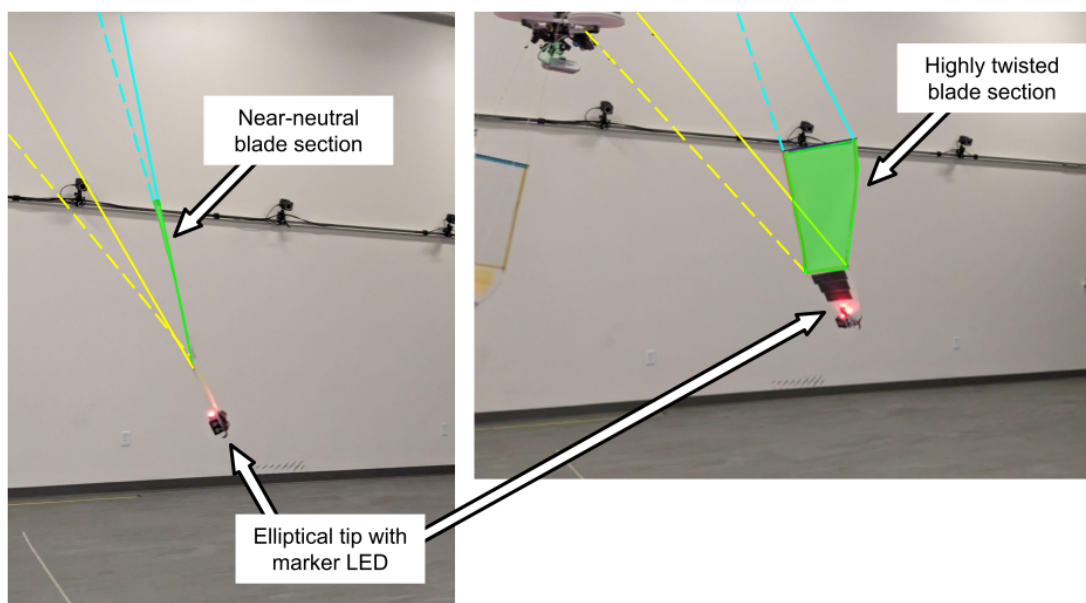 Near-neutral
blade section
Highly twisted
blade section
Elliptical tip with
marker LED